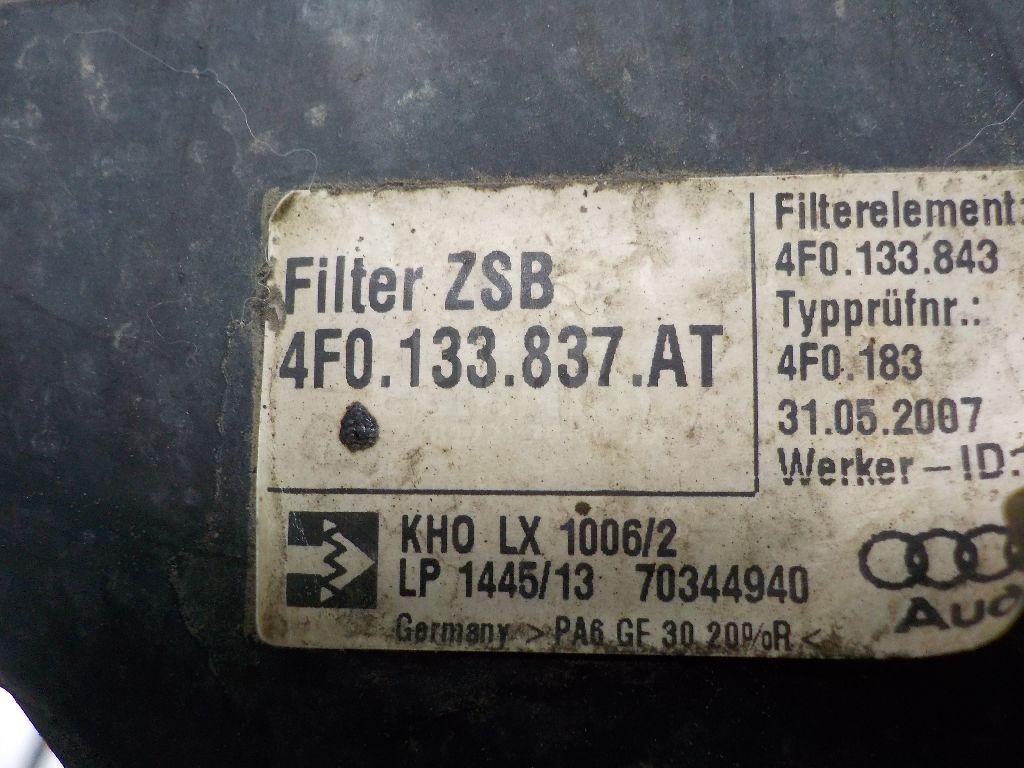 Filter ZSB
4F0.133.837.AT
Filterelement:
4F0.133.843
Typprüfnr.:
4F0.183
31.05.2007
Werker-ID:
KHO LX 1006/2
LP 1445/13 70344940
Germany > PA6 GF 30 20%R <
Aud